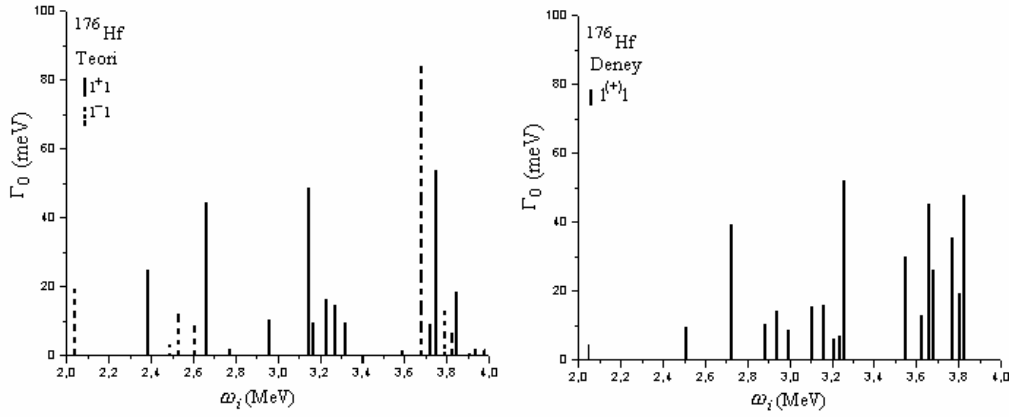 100
80
60
40
20
0
Γ₀ (meV)
¹⁷⁶Hf
Teori
1⁺1
1⁻1
2,0 2,2 2,4 2,6 2,8 3,0 3,2 3,4 3,6 3,8 4,0
ω_i (MeV)
100
80
60
40
20
0
Γ₀ (meV)
¹⁷⁶Hf
Deney
1⁽⁺⁾1
2,0 2,2 2,4 2,6 2,8 3,0 3,2 3,4 3,6 3,8 4,0
ω_i (MeV)